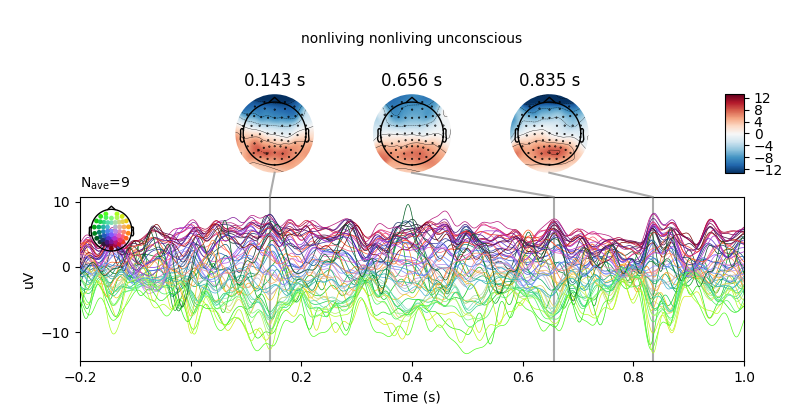 nonliving nonliving unconscious
0.143 s 0.656 s 0.835 s
12
8
4
0
−4
−8
−12
Nave=9
10
0
−10
uV
−0.2 0.0 0.2 0.4 0.6 0.8 1.0
Time (s)